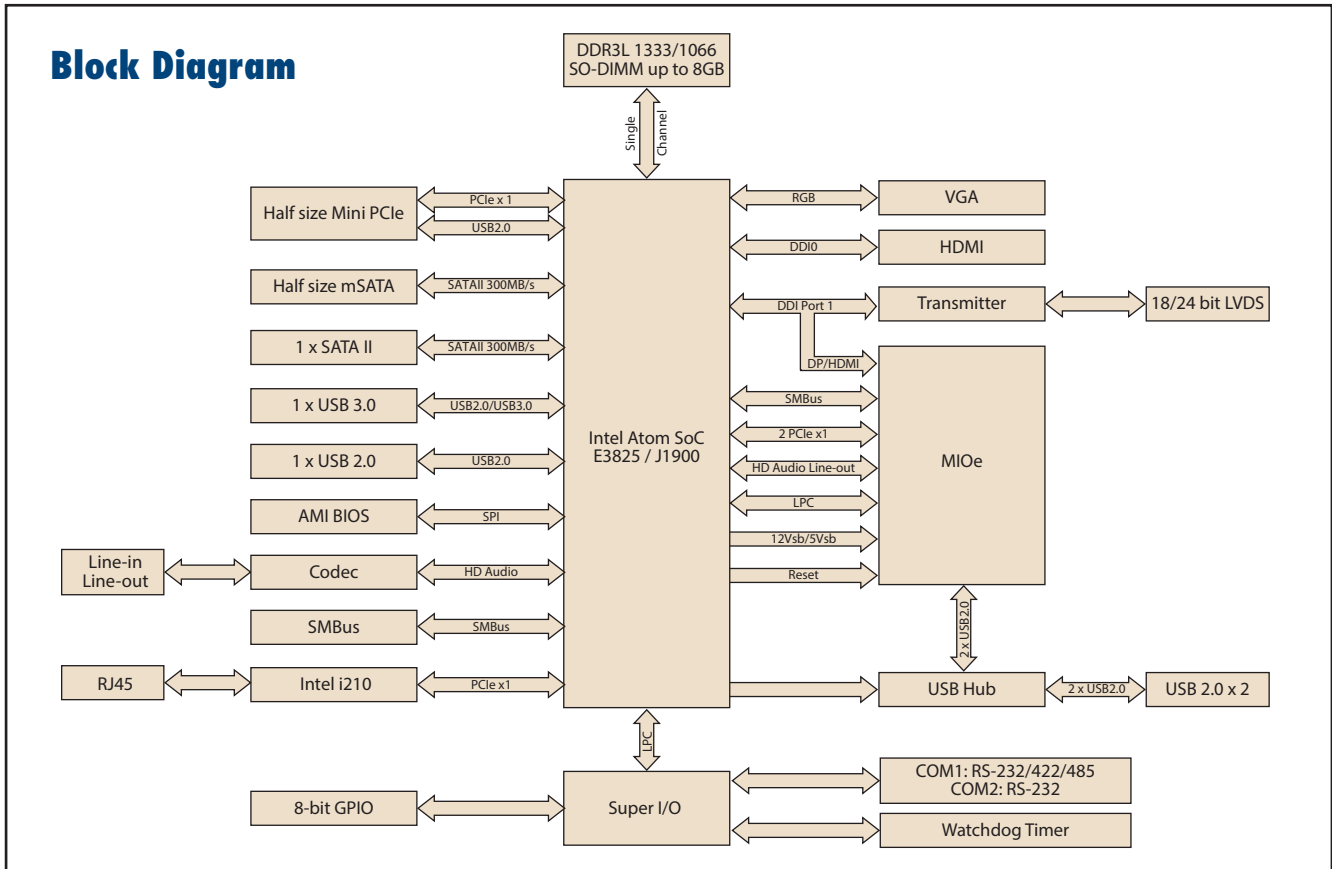 Block Diagram
DDR3L 1333/1066
SO-DIMM up to 8GB
Single
Channel
Half size Mini PCIe
PCIe x 1
USB2.0
Half size mSATA
SATAII 300MB/s
1 x SATA II
SATAII 300MB/s
1 x USB 3.0
USB2.0/USB3.0
1 x USB 2.0
USB2.0
AMI BIOS
SPI
Line-in
Line-out
Codec
HD Audio
SMBus
SMBus
RJ45
Intel i210
PCIe x1
Intel Atom SoC
E3825 / J1900
RGB
VGA
DDI0
HDMI
DDI Port 1
Transmitter
18/24 bit LVDS
DP/HDMI
SMBus
2 PCIe x1
HD Audio Line-out
LPC
12Vsb/5Vsb
Reset
MIOe
2 x USB2.0
USB Hub
2 x USB2.0
USB 2.0 x 2
LPC
8-bit GPIO
Super I/O
COM1: RS-232/422/485
COM2: RS-232
Watchdog Timer